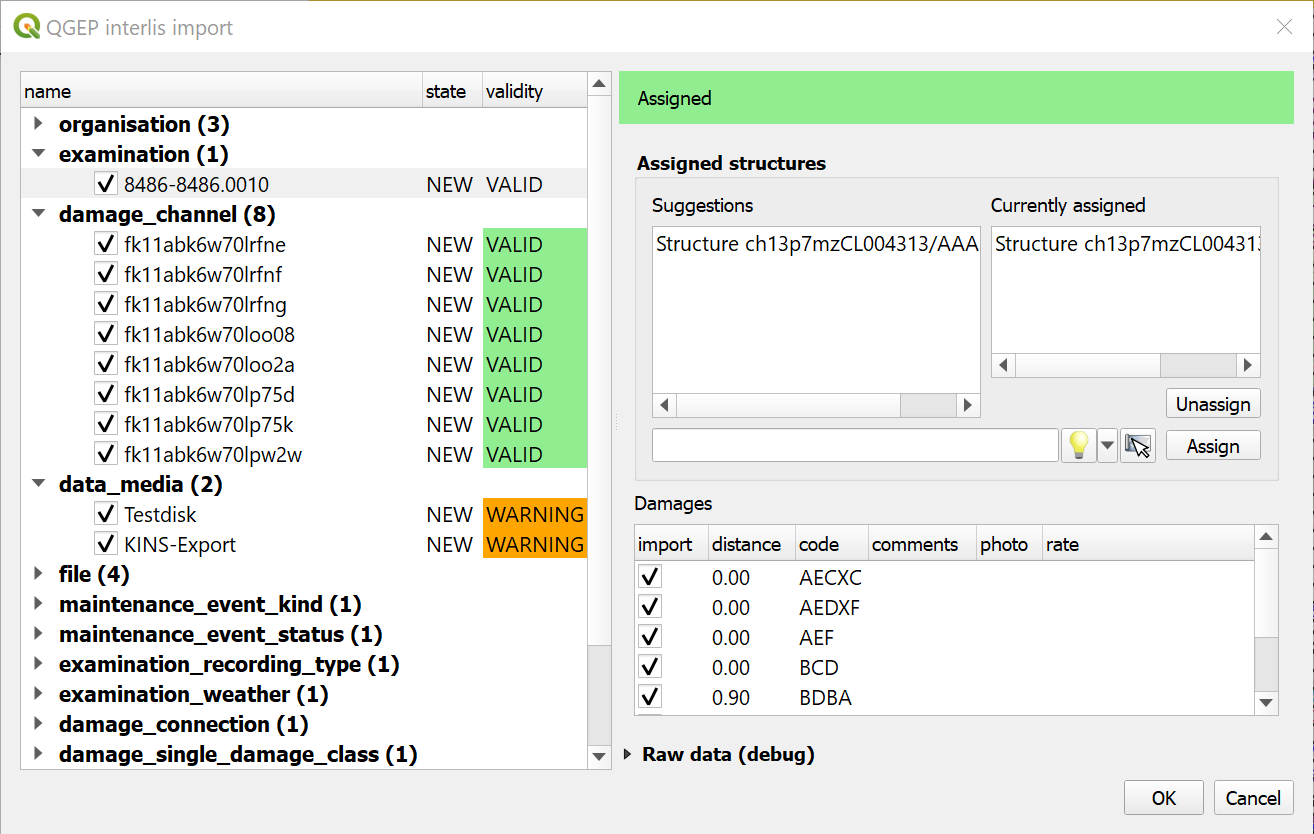 QGEP interlis import
name state validity
organisation (3)
examination (1)
8486-8486.0010 NEW VALID
damage_channel (8)
fk11abk6w70lrfne NEW VALID
fk11abk6w70lrfnf NEW VALID
fk11abk6w70lrfng NEW VALID
fk11abk6w70loo08 NEW VALID
fk11abk6w70loo2a NEW VALID
fk11abk6w70lp75d NEW VALID
fk11abk6w70lp75k NEW VALID
fk11abk6w70lpw2w NEW VALID
data_media (2)
Testdisk NEW WARNING
KINS-Export NEW WARNING
file (4)
maintenance_event_kind (1)
maintenance_event_status (1)
examination_recording_type (1)
examination_weather (1)
damage_connection (1)
damage_single_damage_class (1)
Assigned
Assigned structures
Suggestions
Structure ch13p7mzCL004313/AAA
Currently assigned
Structure ch13p7mzCL004313
Unassign
Assign
Damages
import distance code comments photo rate
0.00 AECXC
0.00 AEDXF
0.00 AEF
0.00 BCD
0.90 BDBA
Raw data (debug)
OK Cancel